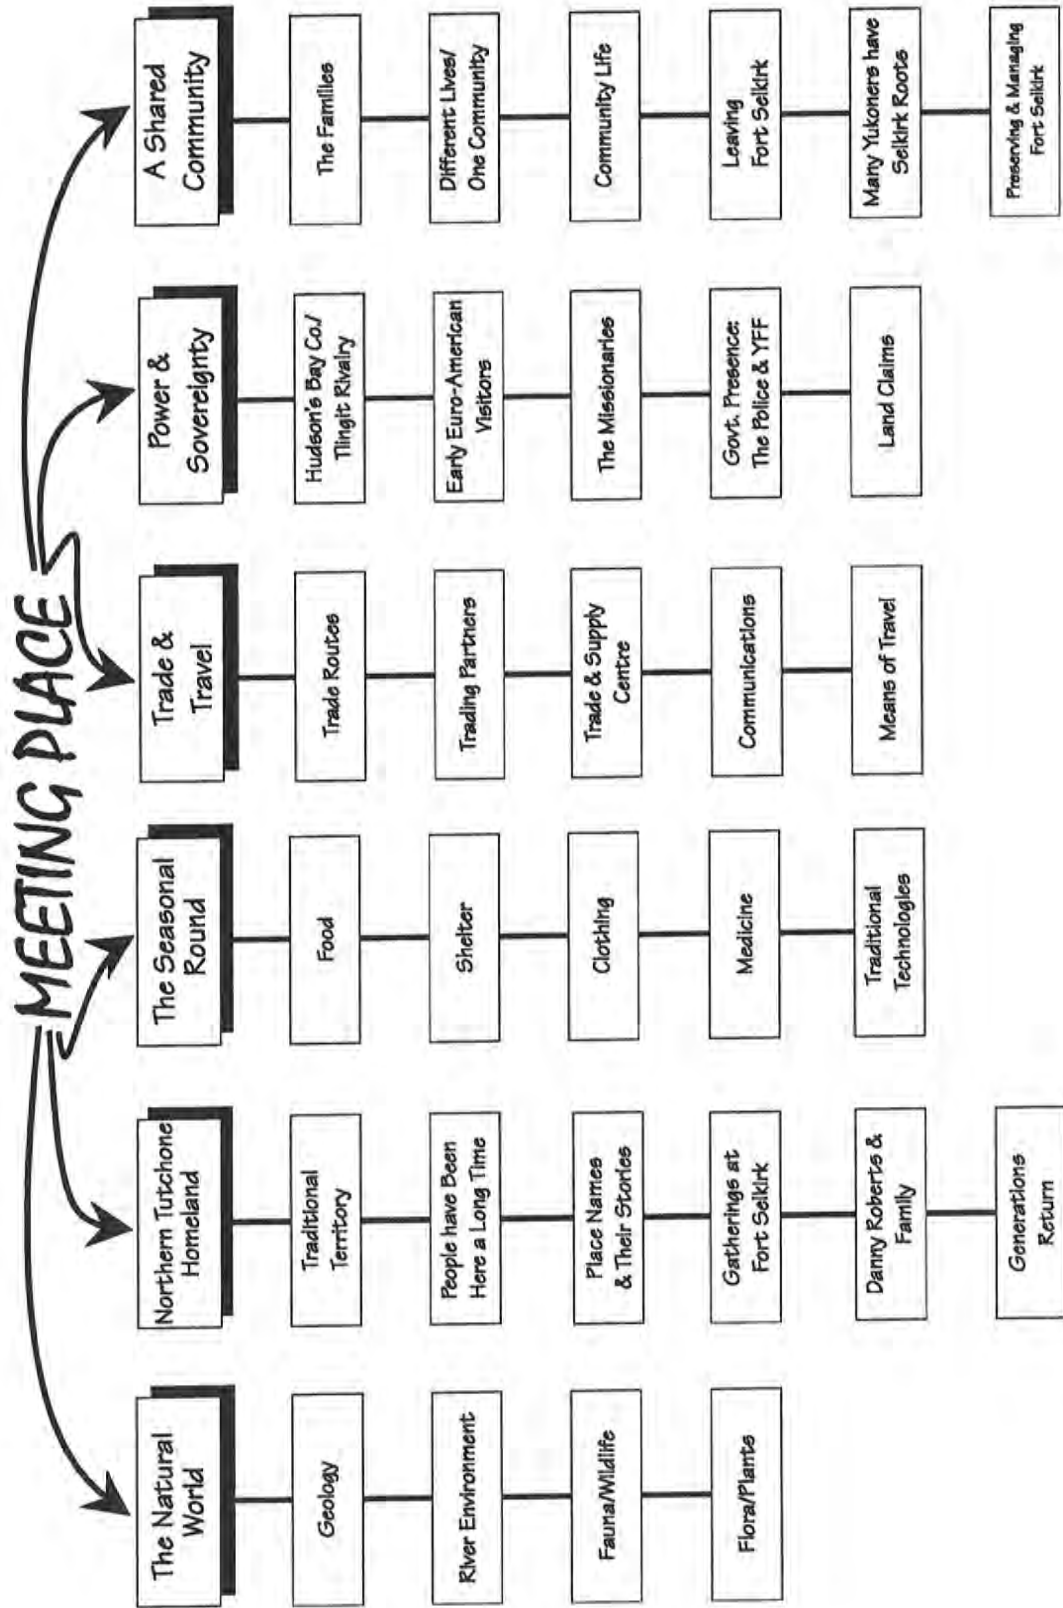 MEETING PLACE
The Natural
World
Geology
River Environment
Fauna/Wildlife
Flora/Plants
Northern Tutchone
Homeland
Traditional
Territory
People have Been
Here a Long Time
Place Names
& Their Stories
Gatherings at
Fort Selkirk
Danny Roberts &
Family
Generations
Return
The Seasonal
Round
Food
Shelter
Clothing
Medicine
Traditional
Technologies
Trade &
Travel
Trade Routes
Trading Partners
Trade & Supply
Centre
Communications
Means of Travel
Power &
Sovereignty
Hudson's Bay Co./
Tlingit Rivalry
Early Euro-American
Visitors
The Missionaries
Govt. Presence:
The Police & YFF
Land Claims
A Shared
Community
The Families
Different Lives/
One Community
Community Life
Leaving
Fort Selkirk
Many Yukoners have
Selkirk Roots
Preserving & Managing
Fort Selkirk